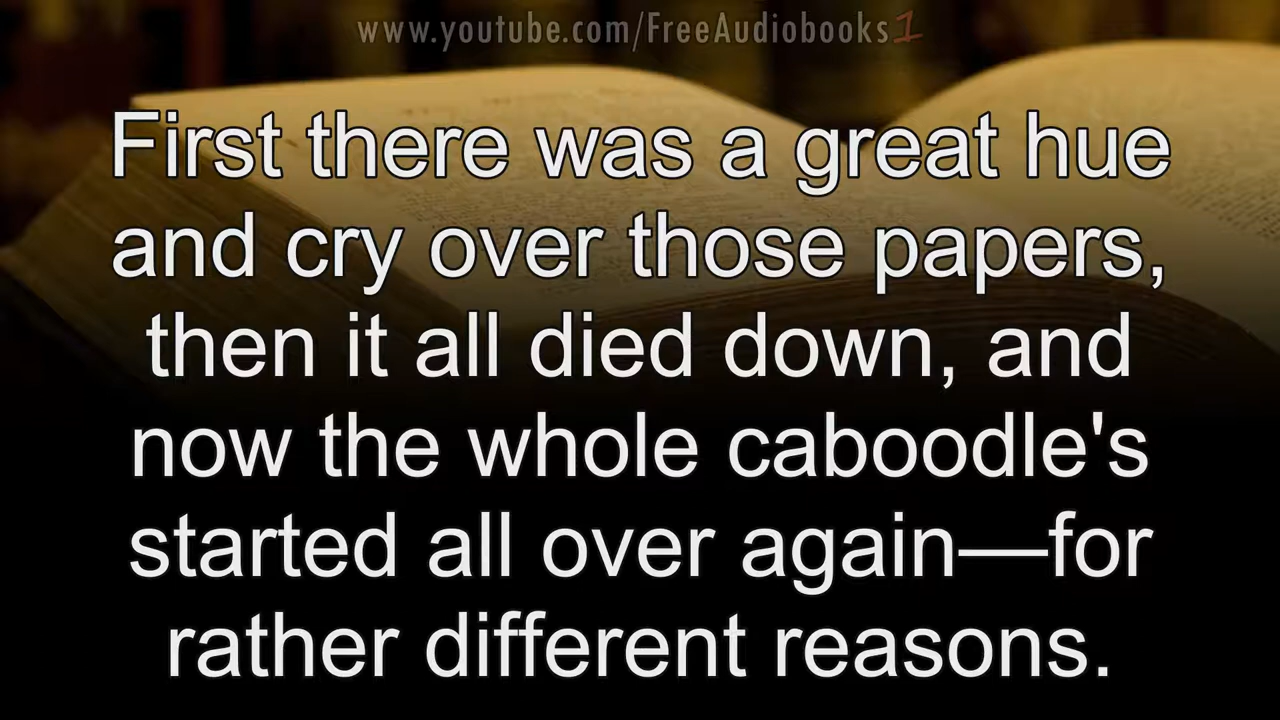 www.youtube.com/FreeAudiobooks1
First there was a great hue
and cry over those papers,
then it all died down, and
now the whole caboodle's
started all over again—for
rather different reasons.